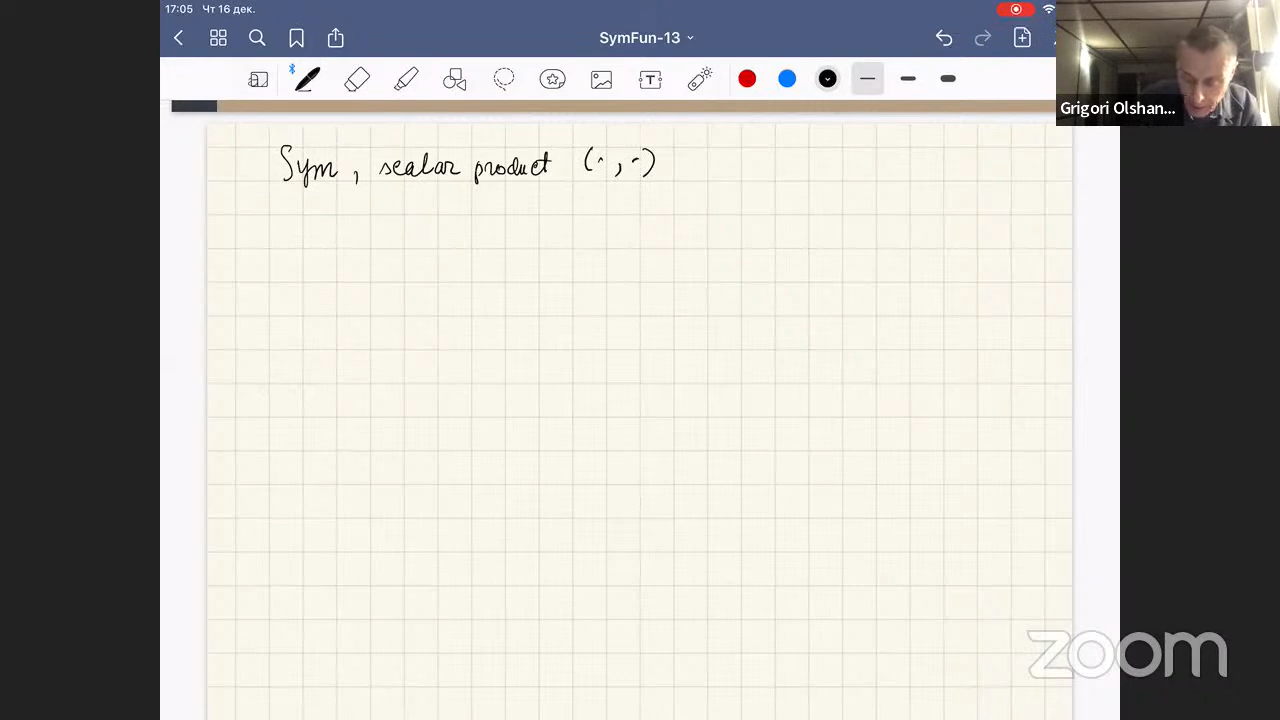 17:05 Чт 16 дек.
SymFun-13
Grigori Olshan...
Sym, scalar product (·,·)
zoom